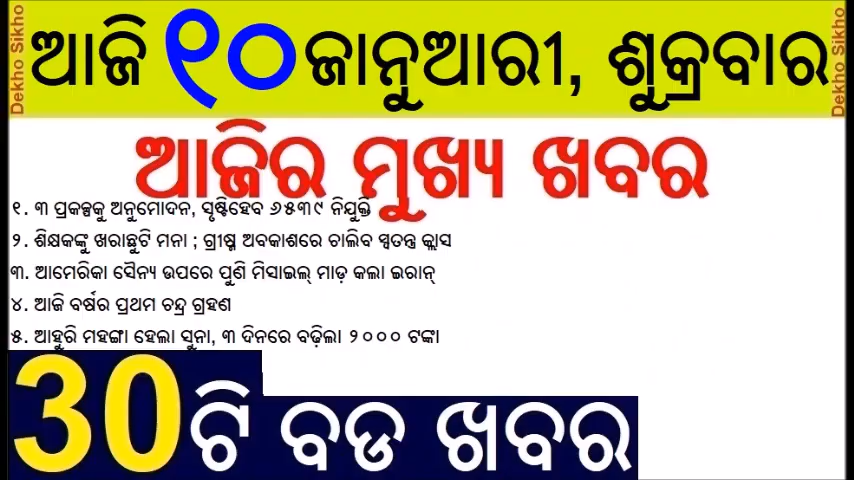 Dekho Sikho
ଆଜି ୧୦ ଜାନୁଆରୀ, ଶୁକ୍ରବାର
Dekho Sikho
ଆଜିର ମୁଖ୍ୟ ଖବର
୧. ୩ ପ୍ରକଳ୍ପକୁ ଅନୁମୋଦନ, ସୃଷ୍ଟିହେବ ୬୫୩୯ ନିଯୁକ୍ତି
୨. ଶିକ୍ଷକଙ୍କୁ ଖରାଛୁଟି ମନା ; ଗ୍ରୀଷ୍ମ ଅବକାଶରେ ଚାଲିବ ସ୍ୱତନ୍ତ୍ର କ୍ଲାସ
୩. ଆମେରିକା ସୈନ୍ୟ ଉପରେ ପୁଣି ମିସାଇଲ୍ ମାଡ଼ କଲା ଇରାନ୍
୪. ଆଜି ବର୍ଷର ପ୍ରଥମ ଚନ୍ଦ୍ର ଗ୍ରହଣ
୫. ଆହୁରି ମହଙ୍ଗା ହେଲା ସୁନା, ୩ ଦିନରେ ବଢ଼ିଲା ୨୦୦୦ ଟଙ୍କା
30ଟି ବଡ ଖବର